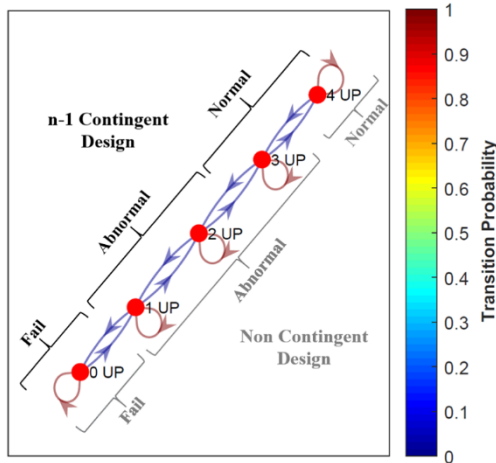 n-1 Contingent
Design
Normal
4 UP
Normal
3 UP
Abnormal
2 UP
Abnormal
1 UP
Non Contingent
Design
Fail
0 UP
Fail
1
0.9
0.8
0.7
0.6
0.5
0.4
0.3
0.2
0.1
0
Transition Probability